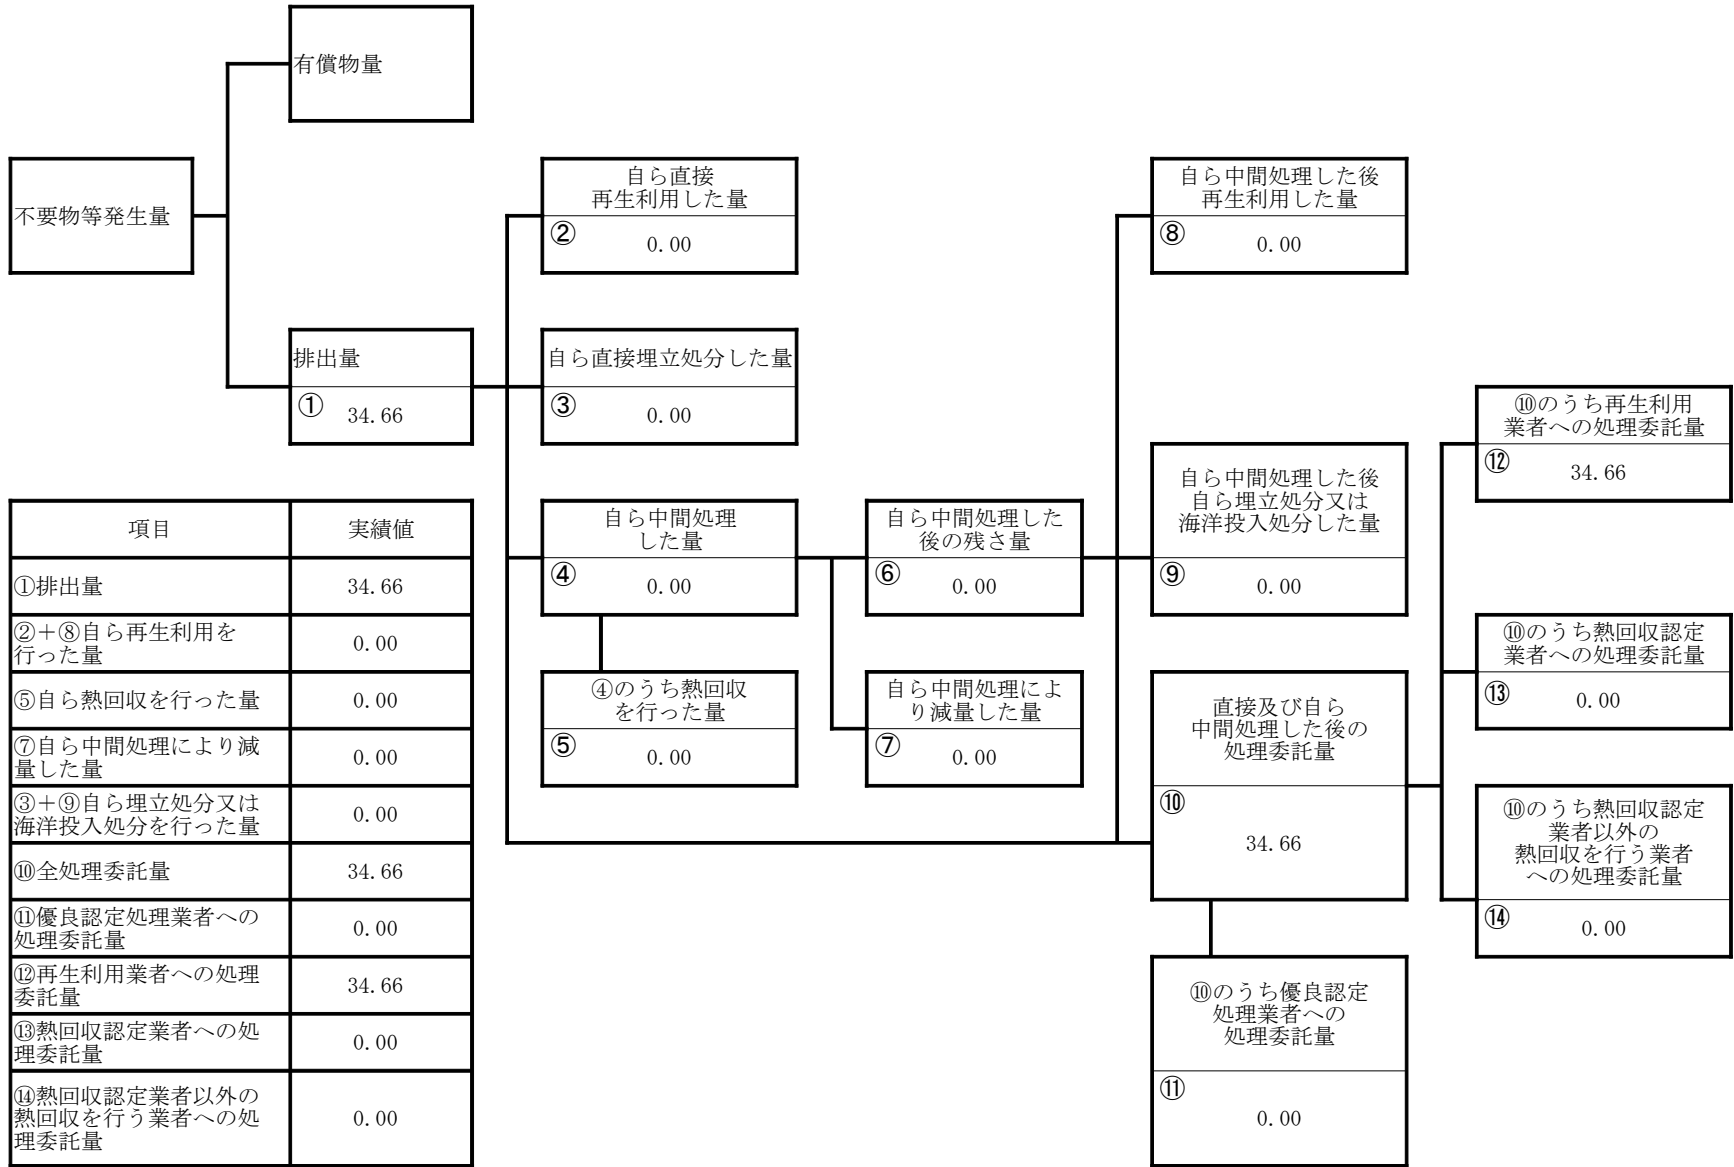 有償物量
不要物等発生量
自ら直接
再生利用した量
② 0.00
自ら中間処理した後
再生利用した量
⑧ 0.00
排出量
① 34.66
自ら直接埋立処分した量
③ 0.00
⑩のうち再生利用
業者への処理委託量
⑫ 34.66
自ら中間処理
した量
④ 0.00
自ら中間処理した
後の残さ量
⑥ 0.00
自ら中間処理した後
自ら埋立処分又は
海洋投入処分した量
⑨ 0.00
⑩のうち熱回収認定
業者への処理委託量
⑬ 0.00
④のうち熱回収
を行った量
⑤ 0.00
自ら中間処理によ
り減量した量
⑦ 0.00
直接及び自ら
中間処理した後の
処理委託量
⑩
34.66
⑩のうち熱回収認定
業者以外の
熱回収を行う業者
への処理委託量
⑭ 0.00
⑩のうち優良認定
処理業者への
処理委託量
⑪
0.00
項目 実績値
①排出量 34.66
②+⑧自ら再生利用を
行った量 0.00
⑤自ら熱回収を行った量 0.00
⑦自ら中間処理により減
量した量 0.00
③+⑨自ら埋立処分又は
海洋投入処分を行った量 0.00
⑩全処理委託量 34.66
⑪優良認定処理業者への
処理委託量 0.00
⑫再生利用業者への処理
委託量 34.66
⑬熱回収認定業者への処
理委託量 0.00
⑭熱回収認定業者以外の
熱回収を行う業者への処
理委託量 0.00